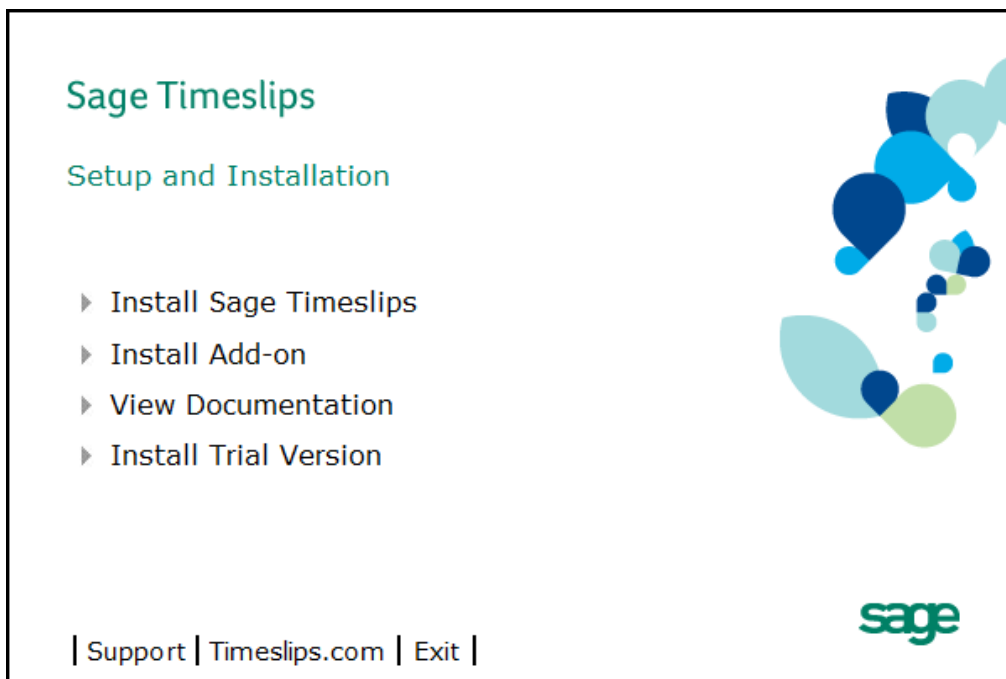 Sage Timeslips
Setup and Installation
Install Sage Timeslips
Install Add-on
View Documentation
Install Trial Version
sage
| Support | Timeslips.com | Exit |